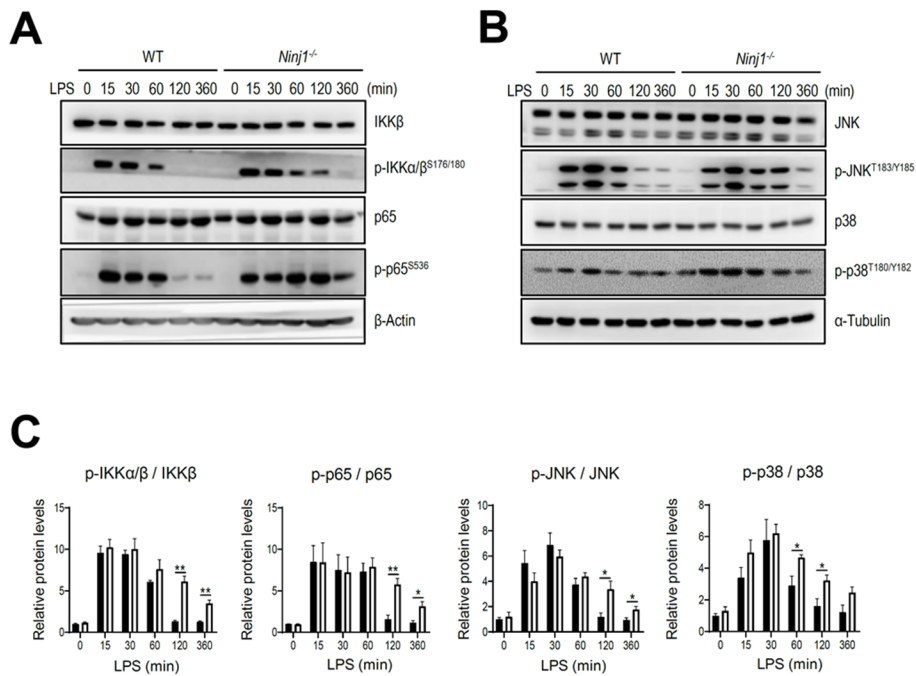 A
WT Ninj1-/-
LPS 0 15 30 60 120 360 0 15 30 60 120 360 (min)
IKKβ
p-IKKα/βS176/180
p65
p-p65S536
β-Actin
B
WT Ninj1-/-
LPS 0 15 30 60 120 360 0 15 30 60 120 360 (min)
JNK
p-JNKT183/Y185
p38
p-p38T180/Y182
α-Tubulin
C
p-IKKα/β / IKKβ
Relative protein levels
15
10
5
0
** **
0 15 30 60 120 360
LPS (min)
p-p65 / p65
Relative protein levels
15
10
5
0
** *
0 15 30 60 120 360
LPS (min)
p-JNK / JNK
Relative protein levels
10
8
6
4
2
0
* *
0 15 30 60 120 360
LPS (min)
p-p38 / p38
Relative protein levels
8
6
4
2
0
* *
0 15 30 60 120 360
LPS (min)